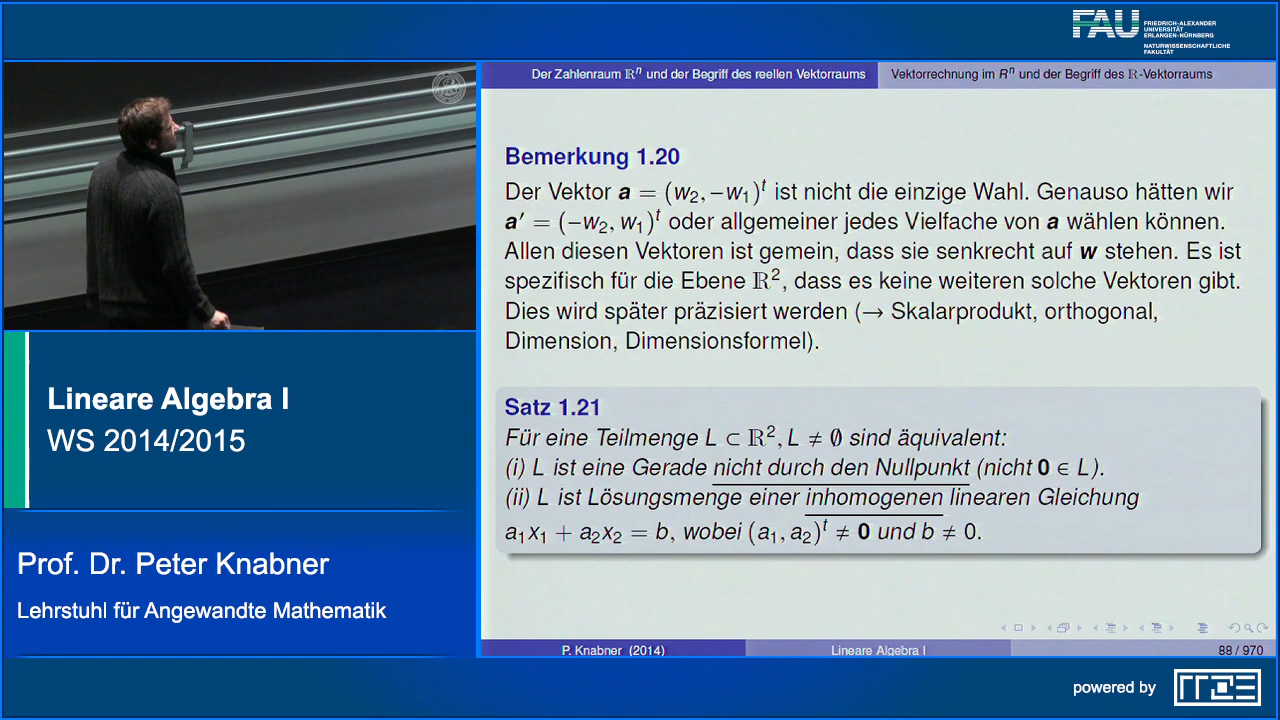 FAU
FRIEDRICH-ALEXANDER
UNIVERSITÄT
ERLANGEN-NÜRNBERG
NATURWISSENSCHAFTLICHE
FAKULTÄT
Der Zahlenraum ℝⁿ und der Begriff des reellen Vektorraums
Vektorrechnung im Rⁿ und der Begriff des ℝ-Vektorraums
Bemerkung 1.20
Der Vektor a = (w₂, −w₁)ᵗ ist nicht die einzige Wahl. Genauso hätten wir
a′ = (−w₂, w₁)ᵗ oder allgemeiner jedes Vielfache von a wählen können.
Allen diesen Vektoren ist gemein, dass sie senkrecht auf w stehen. Es ist
spezifisch für die Ebene ℝ², dass es keine weiteren solche Vektoren gibt.
Dies wird später präzisiert werden (→ Skalarprodukt, orthogonal,
Dimension, Dimensionsformel).
Satz 1.21
Für eine Teilmenge L ⊂ ℝ², L ≠ ∅ sind äquivalent:
(i) L ist eine Gerade nicht durch den Nullpunkt (nicht 0 ∈ L).
(ii) L ist Lösungsmenge einer inhomogenen linearen Gleichung
a₁x₁ + a₂x₂ = b, wobei (a₁, a₂)ᵗ ≠ 0 und b ≠ 0.
P. Knabner (2014)
Lineare Algebra I
88 / 970
Lineare Algebra I
WS 2014/2015
Prof. Dr. Peter Knabner
Lehrstuhl für Angewandte Mathematik
powered by